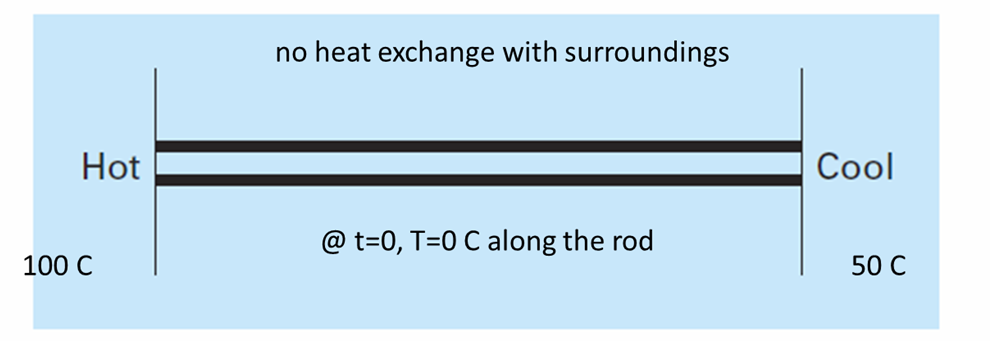 no heat exchange with surroundings
Hot
Cool
@ t=0, T=0 C along the rod
100 C
50 C